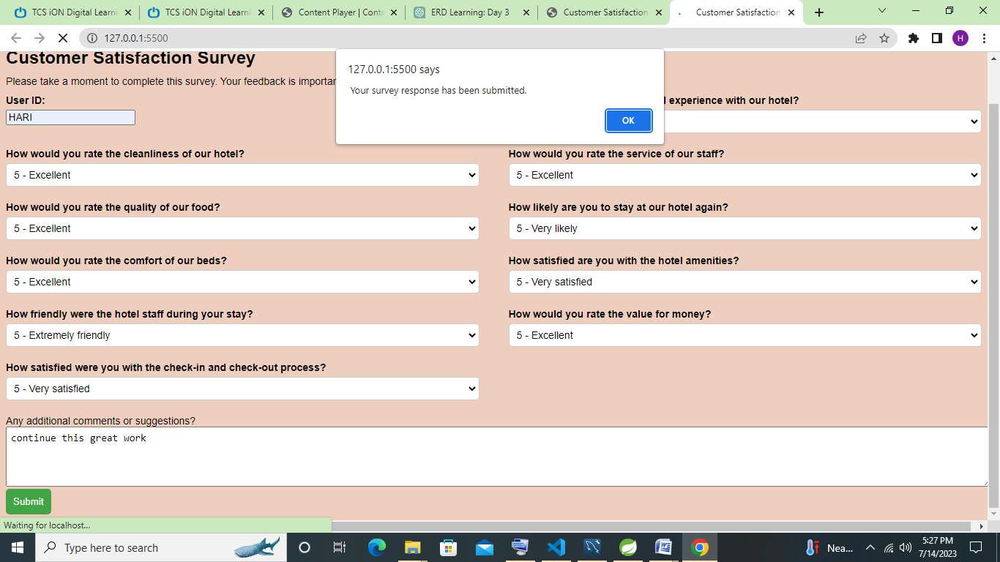 TCS iON Digital Learni
TCS iON Digital Learni
Content Player | Conte
ERD Learning: Day 3
Customer Satisfaction
Customer Satisfaction
127.0.0.1:5500
H
Customer Satisfaction Survey
Please take a moment to complete this survey. Your feedback is importan
127.0.0.1:5500 says
Your survey response has been submitted.
OK
User ID:
HARI
l experience with our hotel?
How would you rate the cleanliness of our hotel?
5 - Excellent
How would you rate the service of our staff?
5 - Excellent
How would you rate the quality of our food?
5 - Excellent
How likely are you to stay at our hotel again?
5 - Very likely
How would you rate the comfort of our beds?
5 - Excellent
How satisfied are you with the hotel amenities?
5 - Very satisfied
How friendly were the hotel staff during your stay?
5 - Extremely friendly
How would you rate the value for money?
5 - Excellent
How satisfied were you with the check-in and check-out process?
5 - Very satisfied
Any additional comments or suggestions?
continue this great work
Submit
Waiting for localhost...
Type here to search
Nea...
5:27 PM
7/14/2023